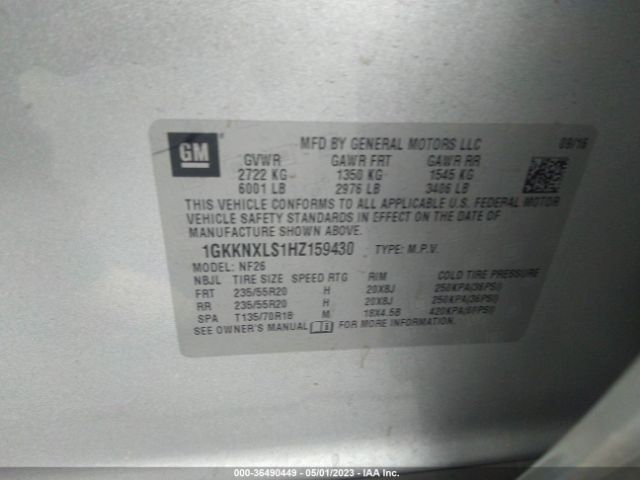 GM
MFD BY GENERAL MOTORS LLC 09/16
GVWR GAWR FRT GAWR RR
2722 KG 1350 KG 1545 KG
6001 LB 2976 LB 3406 LB
THIS VEHICLE CONFORMS TO ALL APPLICABLE U.S. FEDERAL MOTOR
VEHICLE SAFETY STANDARDS IN EFFECT ON THE DATE OF
MANUFACTURE SHOWN ABOVE.
1GKKNXLS1HZ159430 TYPE: M.P.V.
MODEL: NF26
NBJL TIRE SIZE SPEED RTG RIM COLD TIRE PRESSURE
FRT 235/55R20 H 20X8J 250KPA(36PSI)
RR 235/55R20 H 20X8J 250KPA(36PSI)
SPA T135/70R18 M 18X4.5B 420KPA(60PSI)
SEE OWNER'S MANUAL FOR MORE INFORMATION.
000-36490449 - 05/01/2023 - IAA Inc.